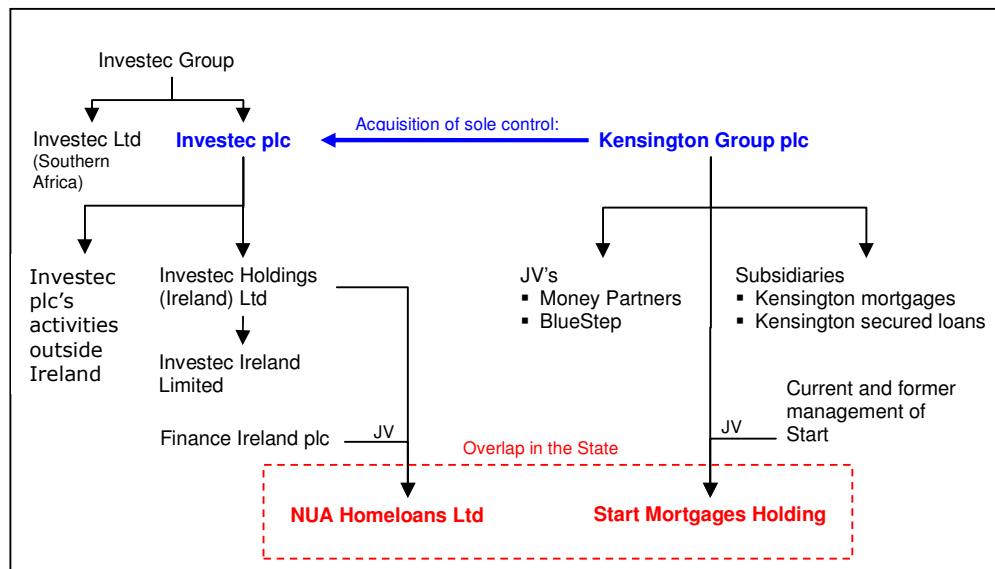 Investec Group
Acquisition of sole control:
Investec Ltd
(Southern
Africa)
Investec plc
Kensington Group plc
Investec
plc's
activities
outside
Ireland
Investec Holdings
(Ireland) Ltd
JV's
▪ Money Partners
▪ BlueStep
Subsidiaries
▪ Kensington mortgages
▪ Kensington secured loans
Investec Ireland
Limited
Current and former
management of
Start
Finance Ireland plc
JV
JV
Overlap in the State
NUA Homeloans Ltd
Start Mortgages Holding